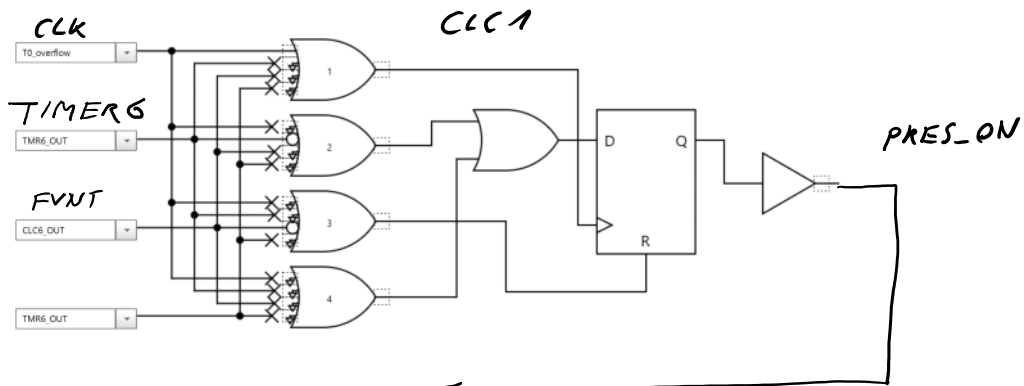 CLK
CLC1
T0_overflow
1
TIMER6
TMR6_OUT
2
D
Q
PRES_ON
FVNT
CLC6_OUT
3
R
4
TMR6_OUT